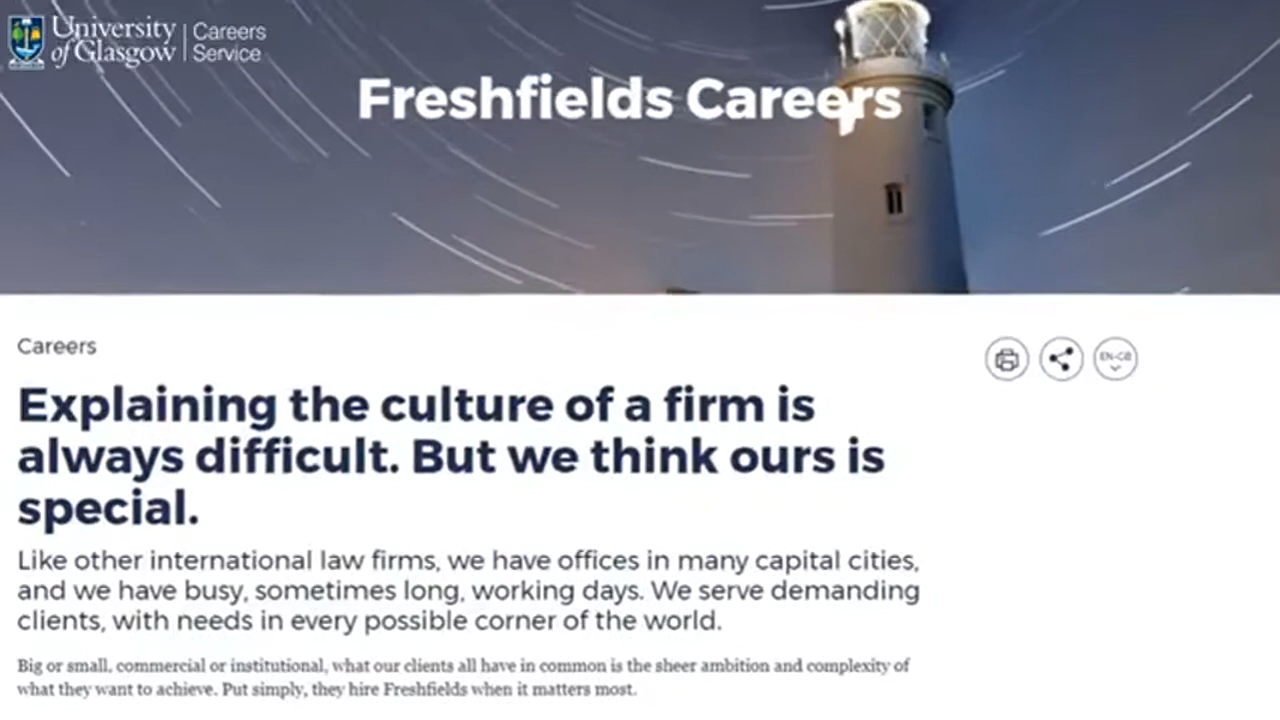 University
of Glasgow
Careers
Service
Freshfields Careers
Careers
EN-GB
Explaining the culture of a firm is
always difficult. But we think ours is
special.
Like other international law firms, we have offices in many capital cities,
and we have busy, sometimes long, working days. We serve demanding
clients, with needs in every possible corner of the world.
Big or small, commercial or institutional, what our clients all have in common is the sheer ambition and complexity of
what they want to achieve. Put simply, they hire Freshfields when it matters most.